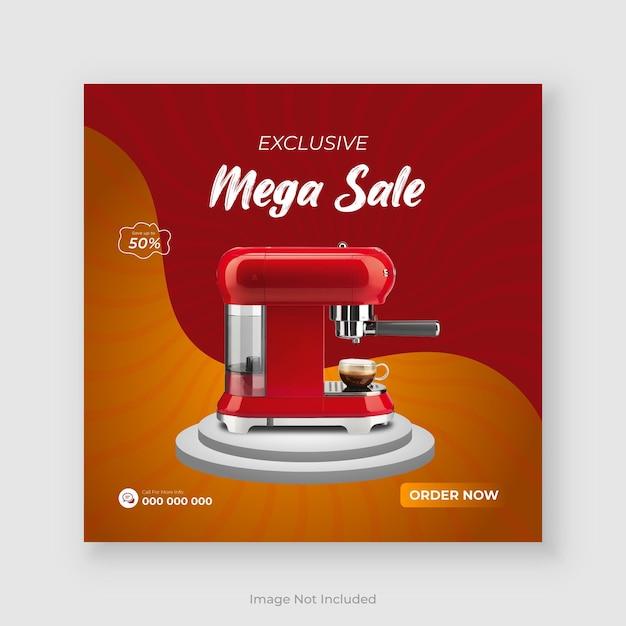 EXCLUSIVE
Mega Sale
Save up to
50%
Call For More Info
000 000 000
ORDER NOW
Image Not Included